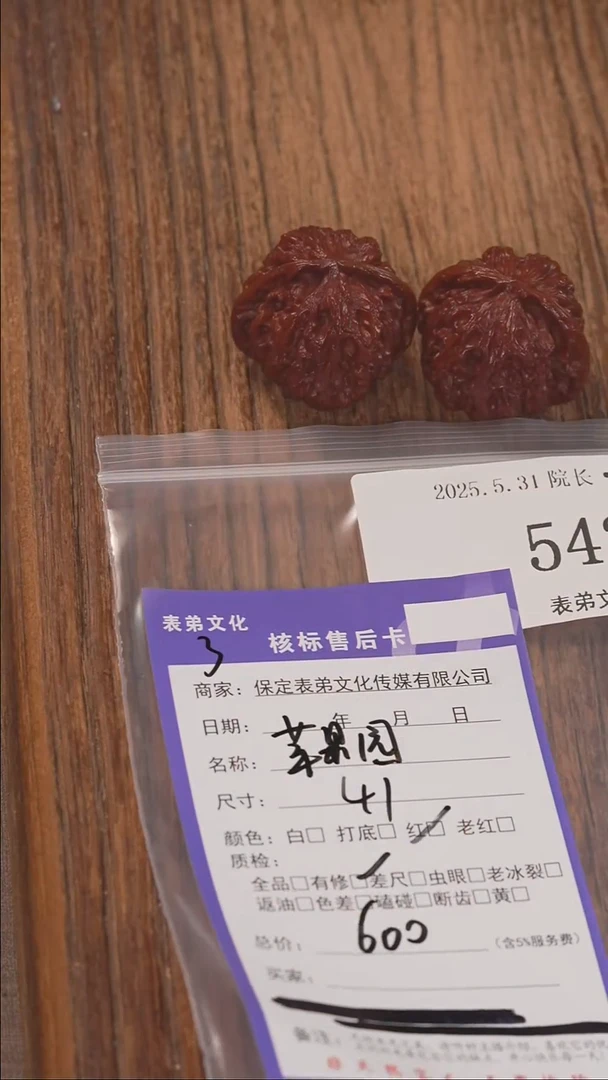 2025.5.31 院长
54
表弟文
表弟文化
3
核标售后卡
商家：保定表弟文化传媒有限公司
日期： 年 月 日
名称：苹果园
尺寸：41
颜色：白□ 打底□ 红☑ 老红□
质检：
全品□有修□差尺□虫眼□老冰裂□
返油□色差□磕碰□断齿□黄□
总价：600（含5%服务费）
买家：
备注：